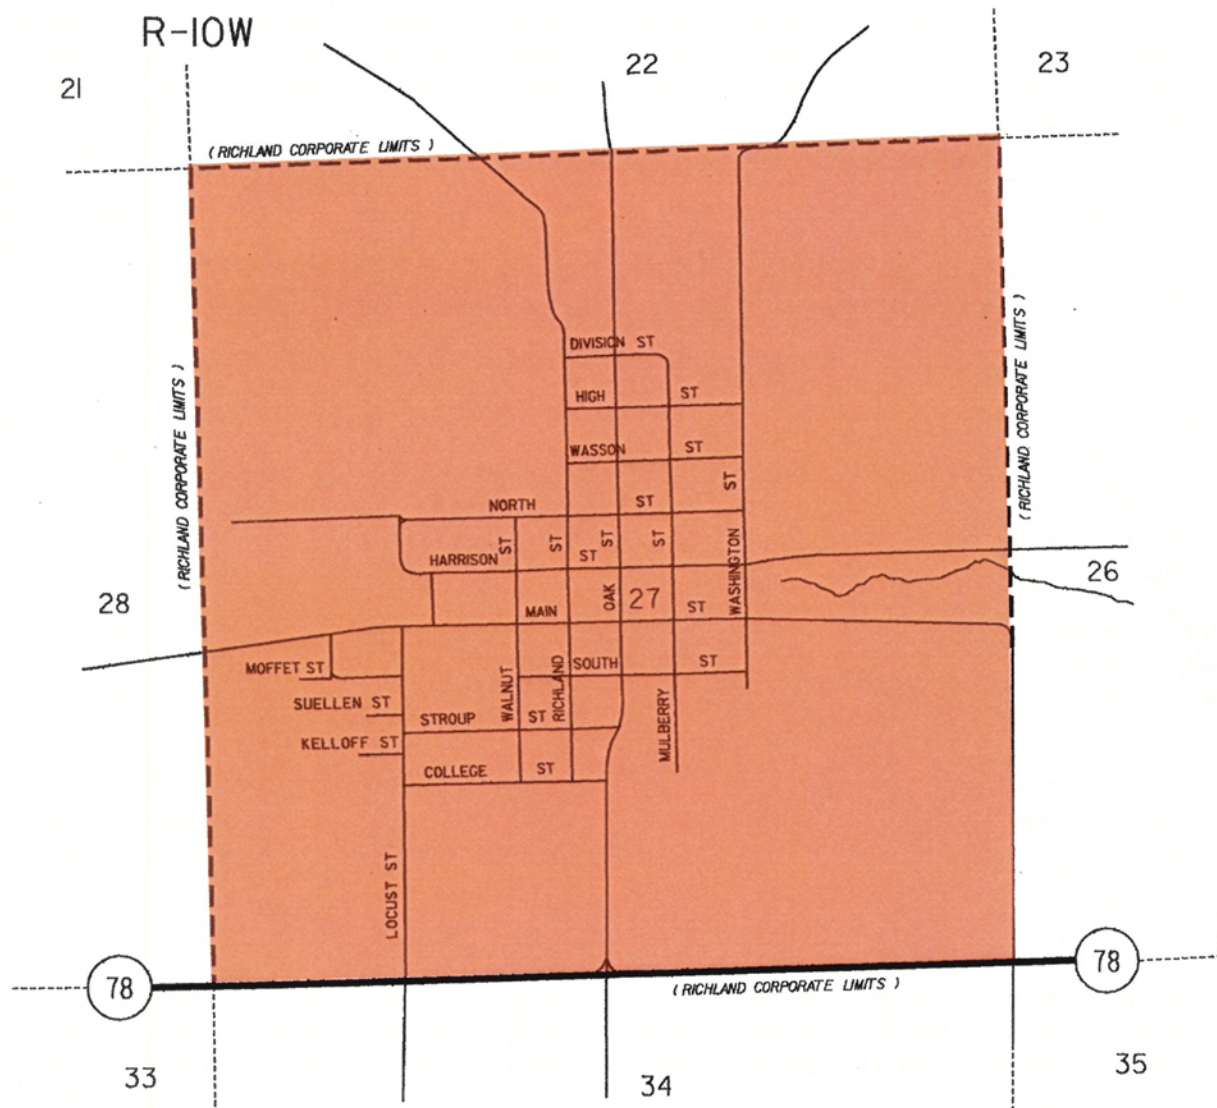 R-10W
21
22
23
( RICHLAND CORPORATE LIMITS )
( RICHLAND CORPORATE LIMITS )
( RICHLAND CORPORATE LIMITS )
DIVISION ST
HIGH ST
WASSON ST
NORTH ST
HARRISON ST
MAIN ST
SOUTH ST
WALNUT ST
RICHLAND ST
OAK ST
MULBERRY ST
WASHINGTON ST
27
28
26
MOFFET ST
SUELLEN ST
STROUP ST
KELLOFF ST
COLLEGE ST
LOCUST ST
78
78
( RICHLAND CORPORATE LIMITS )
33
34
35